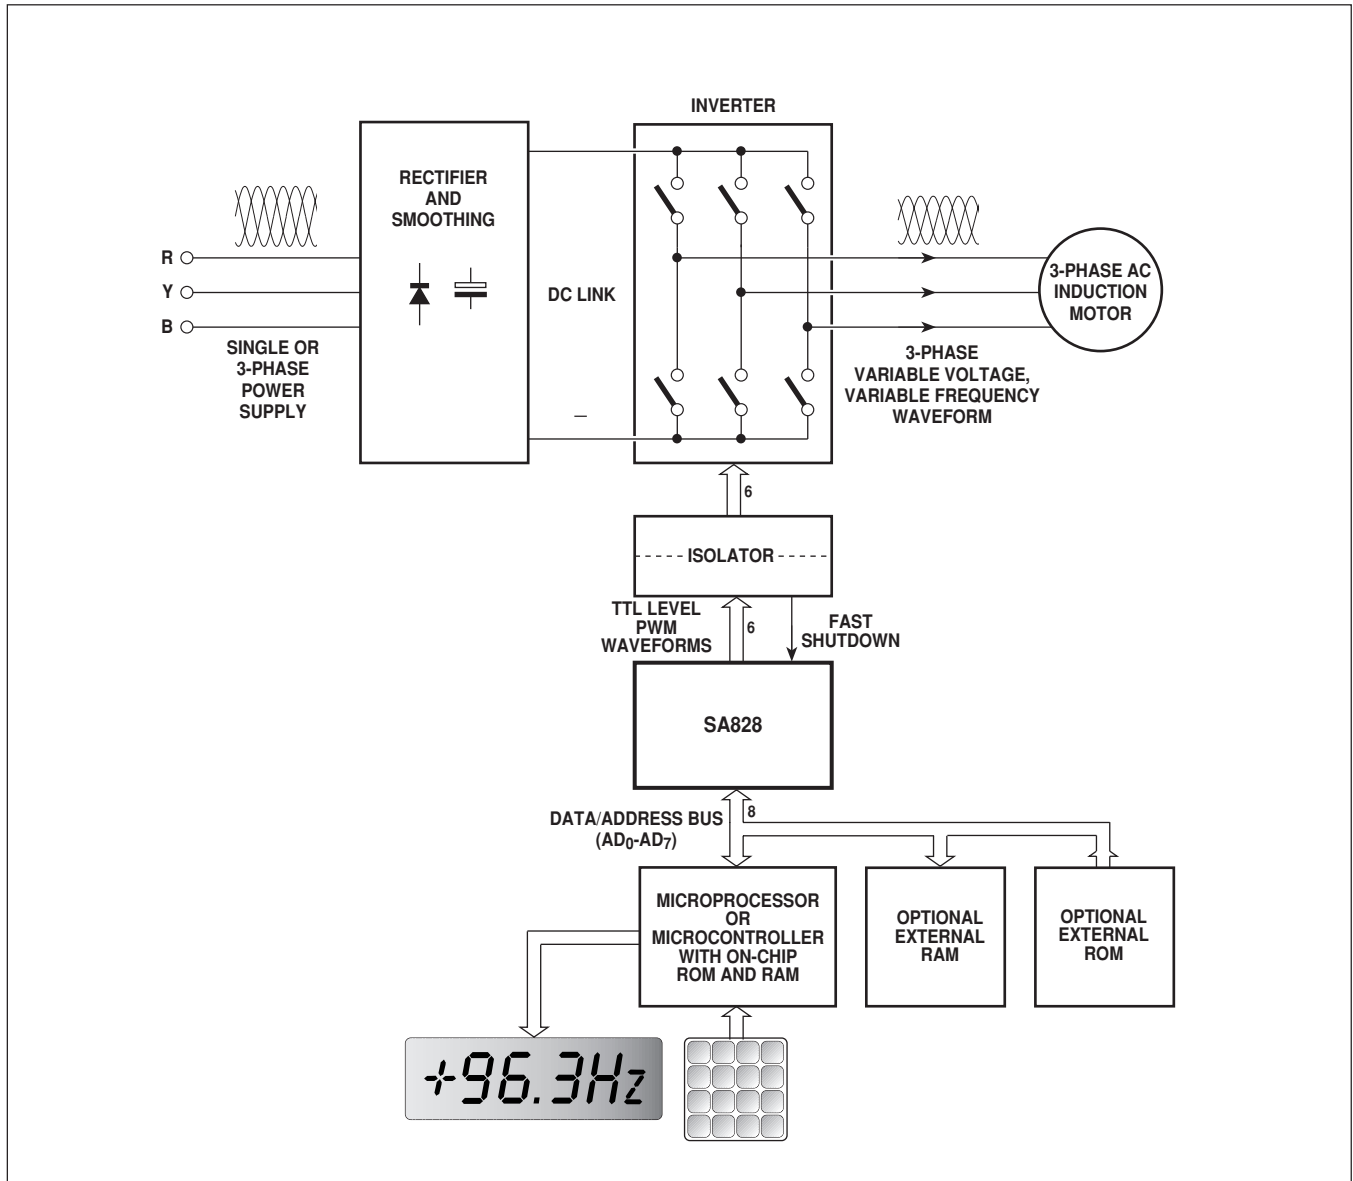 INVERTER
RECTIFIER
AND
SMOOTHING
R
Y
B
SINGLE OR
3-PHASE
POWER
SUPPLY
DC LINK
–
3-PHASE AC
INDUCTION
MOTOR
3-PHASE
VARIABLE VOLTAGE,
VARIABLE FREQUENCY
WAVEFORM
6
ISOLATOR
TTL LEVEL
PWM
WAVEFORMS
6
FAST
SHUTDOWN
SA828
DATA/ADDRESS BUS
(AD0-AD7)
8
MICROPROCESSOR
OR
MICROCONTROLLER
WITH ON-CHIP
ROM AND RAM
OPTIONAL
EXTERNAL
RAM
OPTIONAL
EXTERNAL
ROM
+96.3Hz